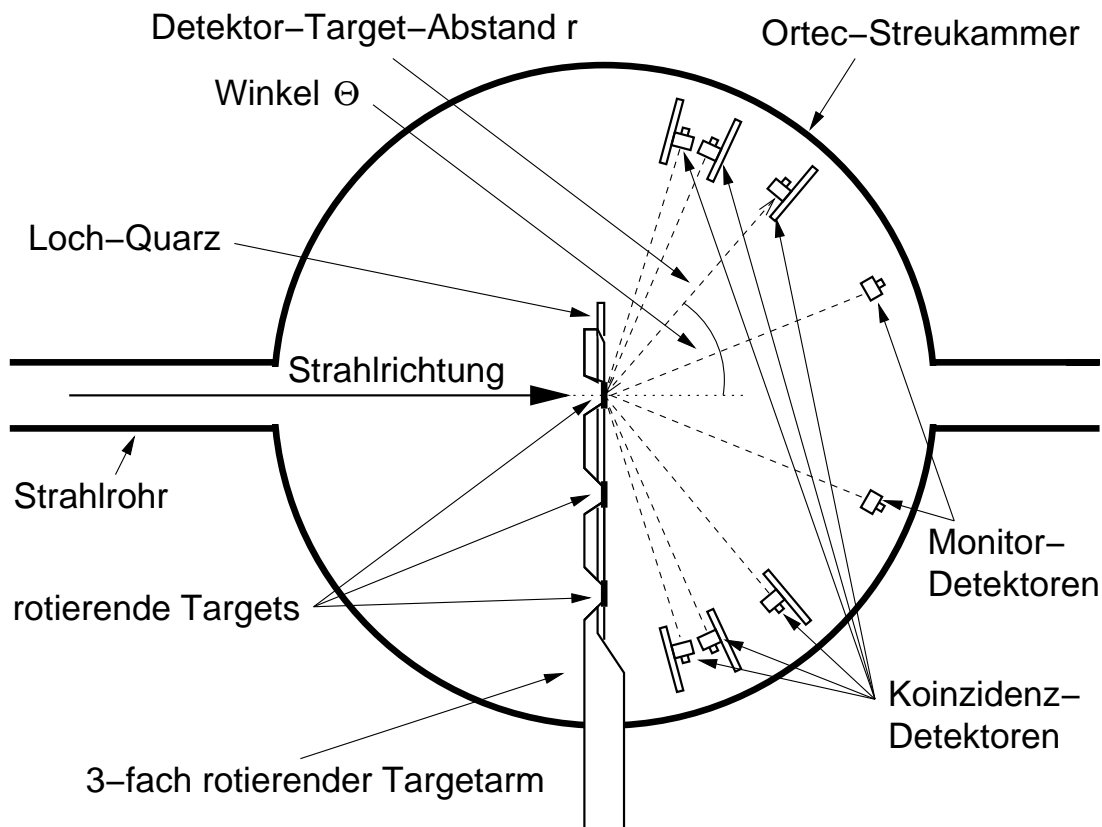 Detektor−Target−Abstand r
Ortec−Streukammer
Winkel Θ
Loch−Quarz
Strahlrichtung
Strahlrohr
Monitor−
Detektoren
rotierende Targets
Koinzidenz−
Detektoren
3−fach rotierender Targetarm